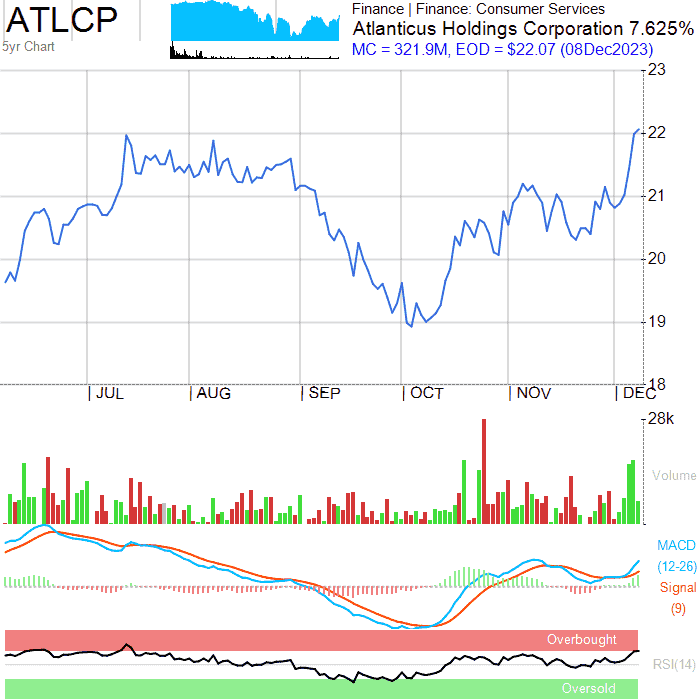 ATLCP
5yr Chart
Finance | Finance: Consumer Services
Atlanticus Holdings Corporation 7.625%
MC = 321.9M, EOD = $22.07 (08Dec2023)
23
22
21
20
19
18
JUL AUG SEP OCT NOV DEC
28k
Volume
MACD
(12-26)
Signal
(9)
Overbought
RSI(14)
Oversold